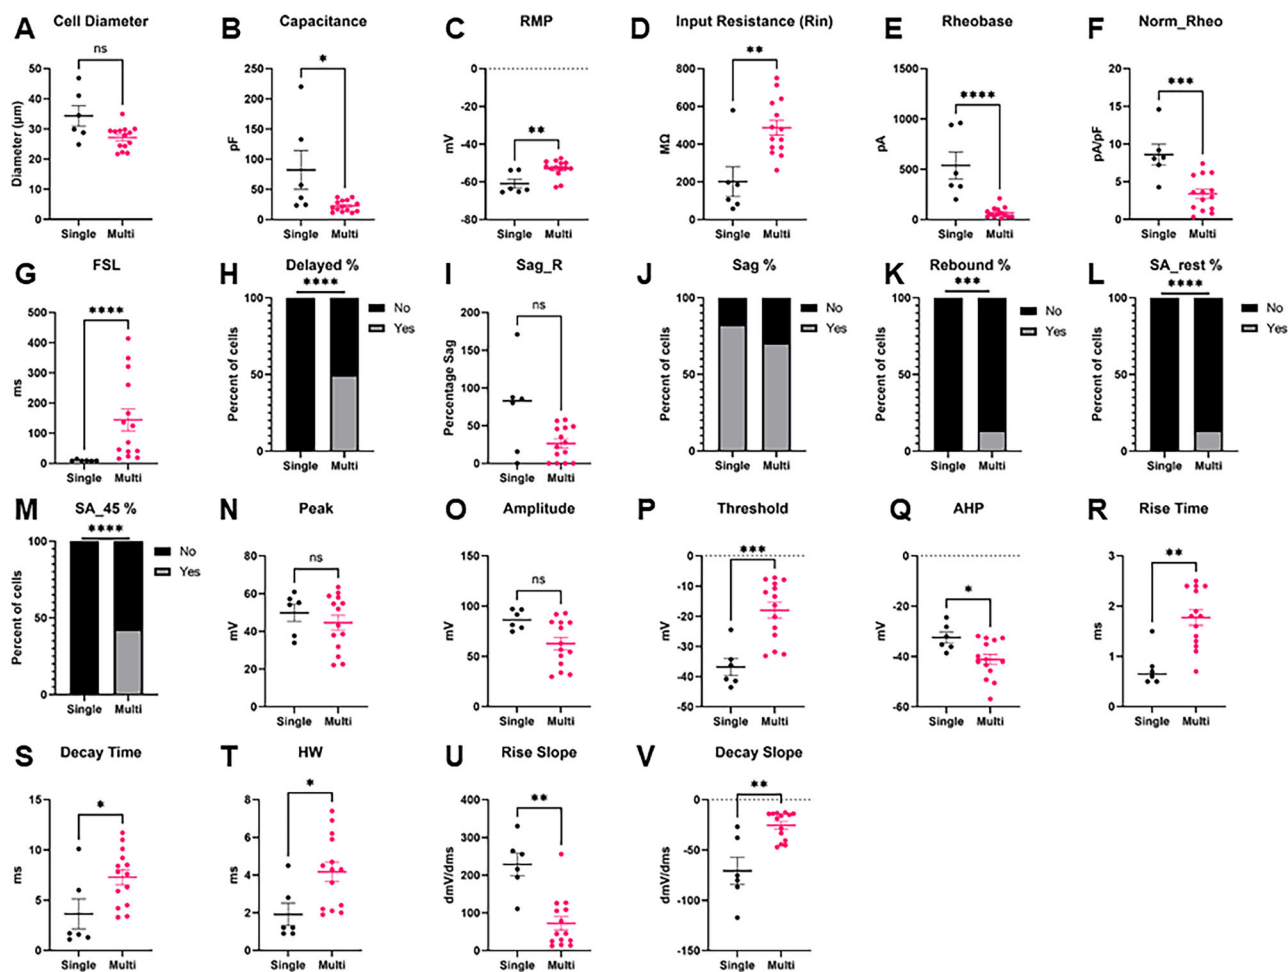 A Cell Diameter
ns
50
40
30
20
10
0
Diameter (µm)
Single Multi
B Capacitance
*
250
200
150
100
50
0
pF
Single Multi
C RMP
0
-20
-40
-60
-80
mV
**
Single Multi
D Input Resistance (Rin)
**
800
600
400
200
0
MΩ
Single Multi
E Rheobase
1500
1000
500
0
pA
****
Single Multi
F Norm_Rheo
***
20
15
10
5
0
pA/pF
Single Multi
G FSL
500
400
300
200
100
0
ms
****
Single Multi
H Delayed %
****
100
50
0
Percent of cells
No
Yes
Single Multi
I Sag_R
200
150
100
50
0
Percentage Sag
ns
Single Multi
J Sag %
100
50
0
Percent of cells
No
Yes
Single Multi
K Rebound %
***
100
50
0
Percent of cells
No
Yes
Single Multi
L SA_rest %
****
100
50
0
Percent of cells
No
Yes
Single Multi
M SA_45 %
****
100
50
0
Percent of cells
No
Yes
Single Multi
N Peak
80
60
40
20
0
mV
ns
Single Multi
O Amplitude
150
100
50
0
mV
ns
Single Multi
P Threshold
0
-10
-20
-30
-40
-50
mV
***
Single Multi
Q AHP
0
-20
-40
-60
mV
*
Single Multi
R Rise Time
3
2
1
0
ms
**
Single Multi
S Decay Time
15
10
5
0
ms
*
Single Multi
T HW
*
8
6
4
2
0
ms
Single Multi
U Rise Slope
400
300
200
100
0
dmV/dms
**
Single Multi
V Decay Slope
**
0
-50
-100
-150
dmV/dms
Single Multi